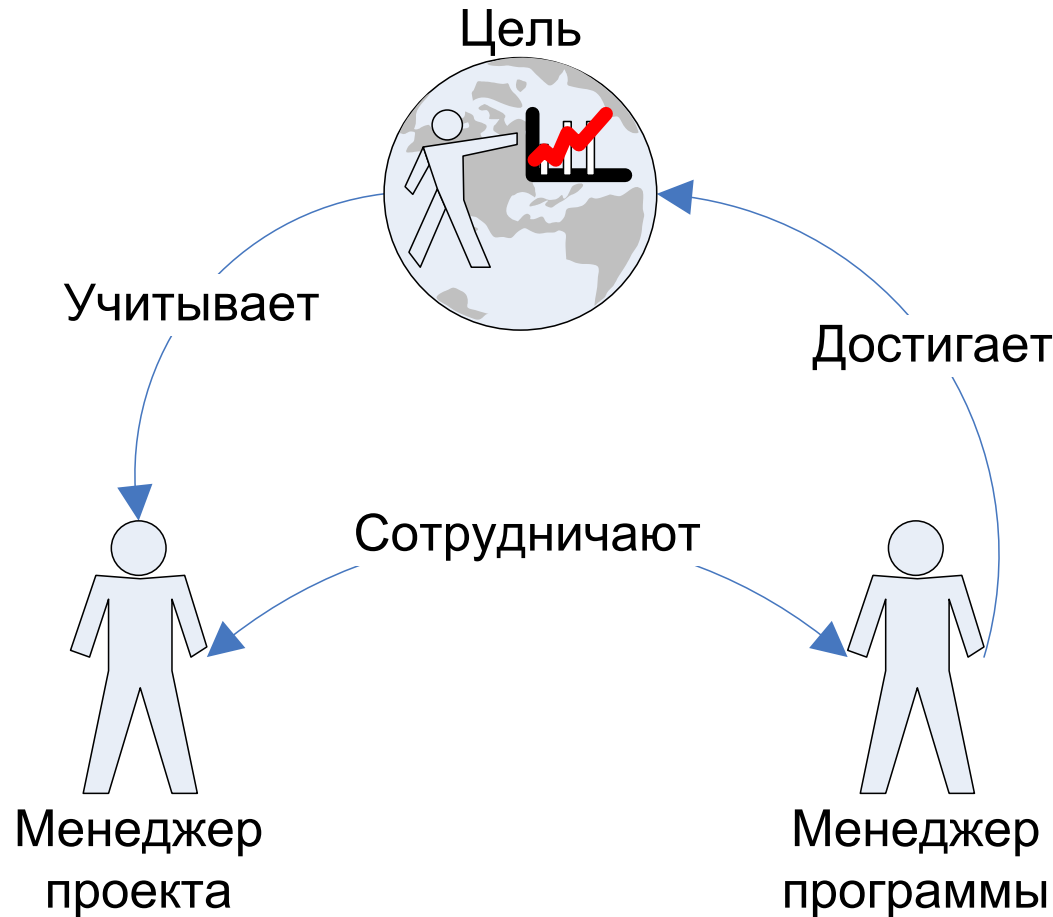 Цель
Учитывает
Достигает
Сотрудничают
Менеджер
проекта
Менеджер
программы